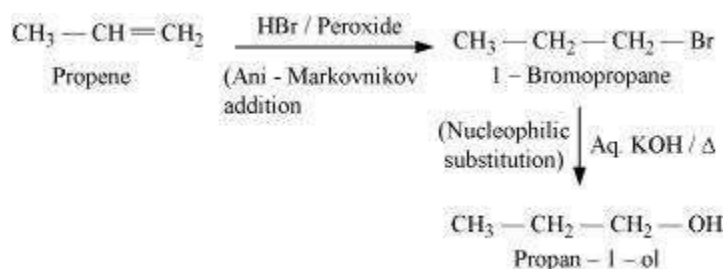 CH₃ — CH ═ CH₂
Propene
HBr / Peroxide
(Ani - Markovnikov
addition
CH₃ — CH₂ — CH₂ — Br
1 – Bromopropane
(Nucleophilic
substitution)
Aq. KOH / Δ
CH₃ — CH₂ — CH₂ — OH
Propan – 1 – ol